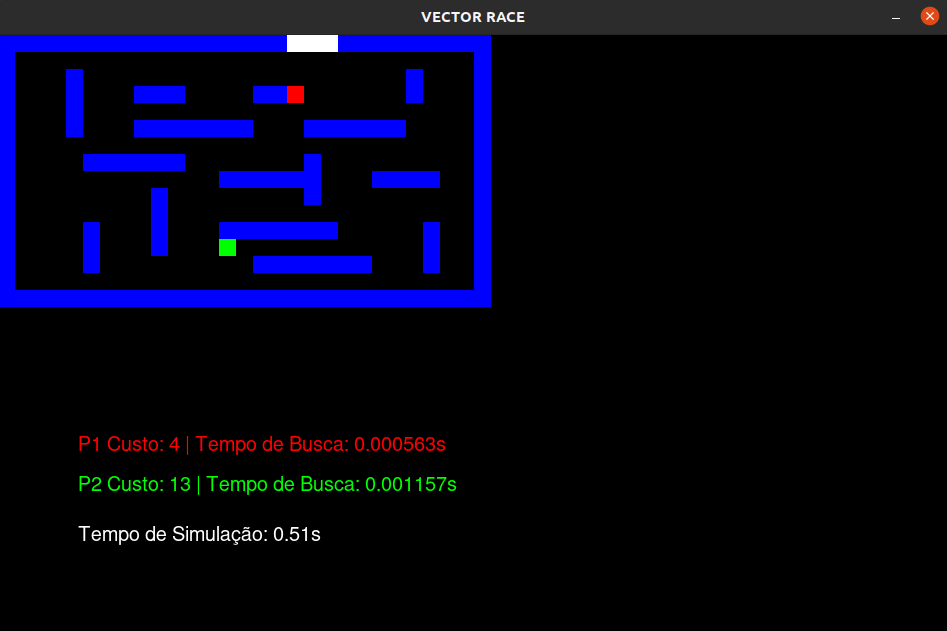 VECTOR RACE
P1 Custo: 4 | Tempo de Busca: 0.000563s
P2 Custo: 13 | Tempo de Busca: 0.001157s
Tempo de Simulação: 0.51s